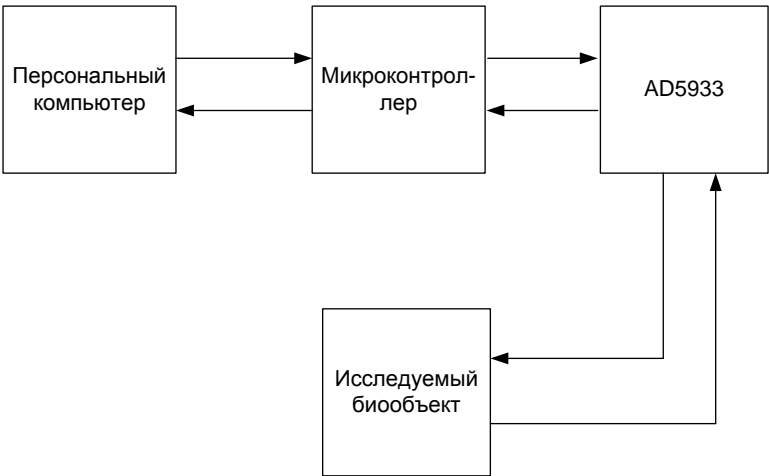 Персональный
компьютер
Микроконтрол-
лер
AD5933
Исследуемый
биообъект